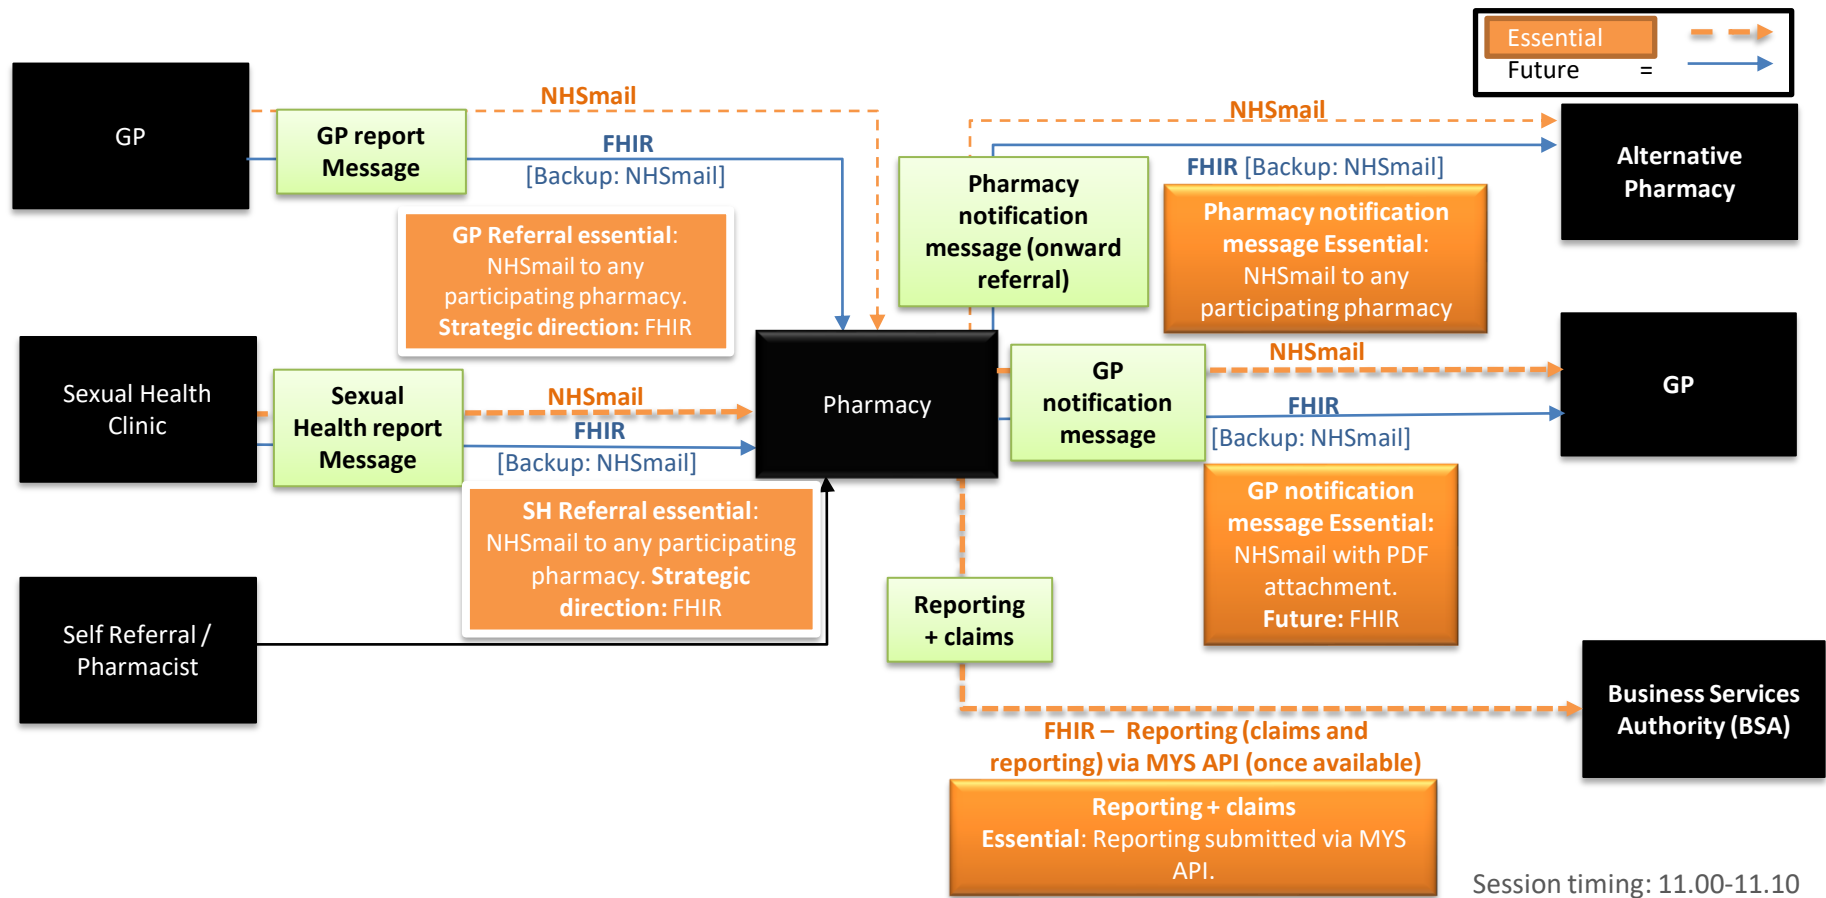 Essential
Future =
GP
NHSmail
GP report
Message
FHIR
[Backup: NHSmail]
GP Referral essential:
NHSmail to any
participating pharmacy.
Strategic direction: FHIR
NHSmail
Alternative
Pharmacy
FHIR [Backup: NHSmail]
Pharmacy
notification
message (onward
referral)
Pharmacy notification
message Essential:
NHSmail to any
participating pharmacy
Sexual Health
Clinic
Sexual
Health report
Message
NHSmail
FHIR
[Backup: NHSmail]
SH Referral essential:
NHSmail to any participating
pharmacy. Strategic
direction: FHIR
Pharmacy
GP
notification
message
NHSmail
FHIR
[Backup: NHSmail]
GP
GP notification
message Essential:
NHSmail with PDF
attachment.
Future: FHIR
Self Referral /
Pharmacist
Reporting
+ claims
Business Services
Authority (BSA)
FHIR – Reporting (claims and
reporting) via MYS API (once available)
Reporting + claims
Essential: Reporting submitted via MYS
API.
Session timing: 11.00-11.10